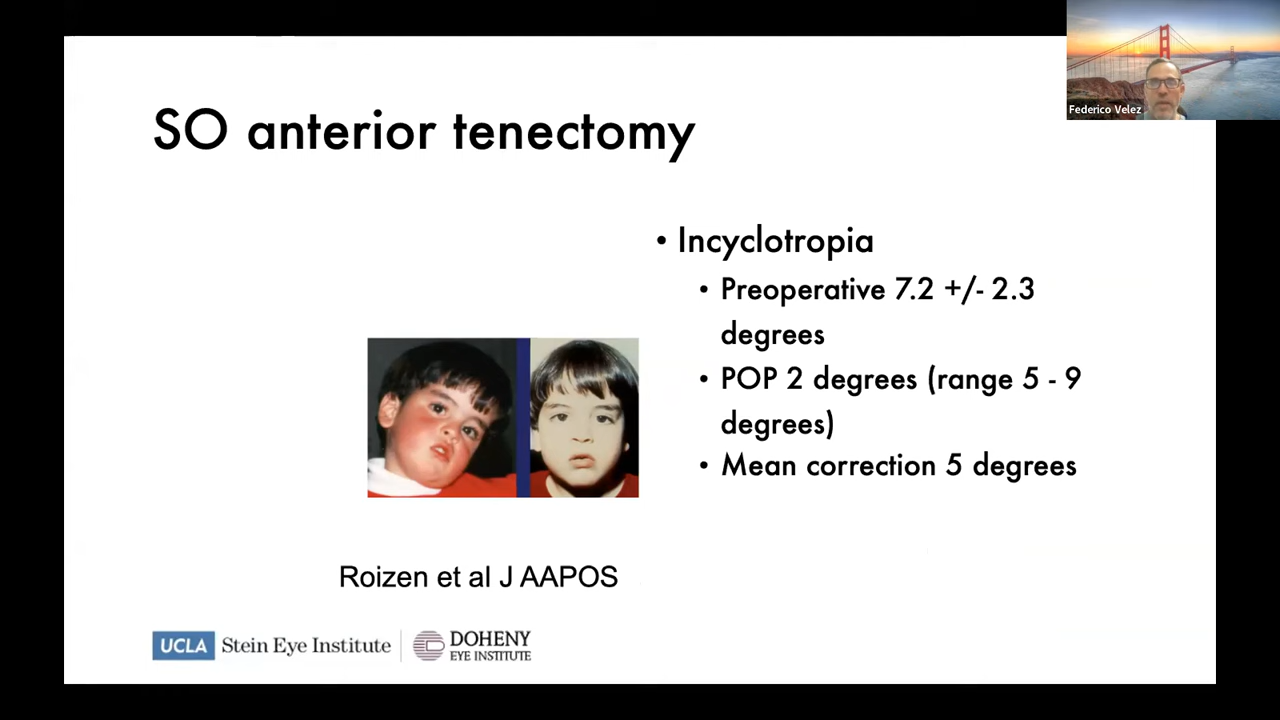 Federico Velez
SO anterior tenectomy
• Incyclotropia
• Preoperative 7.2 +/- 2.3
degrees
• POP 2 degrees (range 5 - 9
degrees)
• Mean correction 5 degrees
Roizen et al J AAPOS
UCLA Stein Eye Institute
DOHENY
EYE INSTITUTE